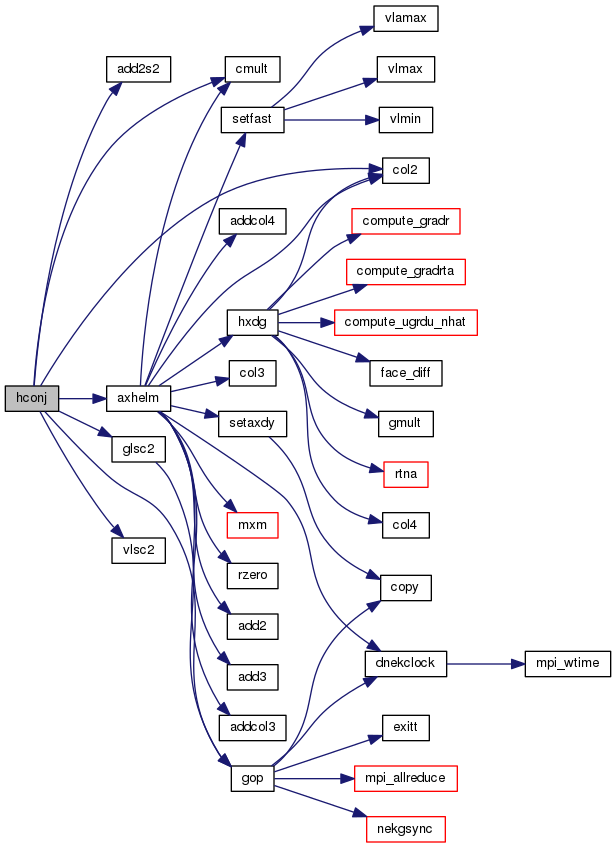 hconj
add2s2
axhelm
glsc2
vlsc2
cmult
setfast
addcol4
hxdg
col3
setaxdy
mxm
rzero
add2
add3
addcol3
gop
vlamax
vlmax
vlmin
col2
compute_gradr
compute_gradrta
compute_ugrdu_nhat
face_diff
gmult
rtna
col4
copy
dnekclock
exitt
mpi_allreduce
nekgsync
mpi_wtime